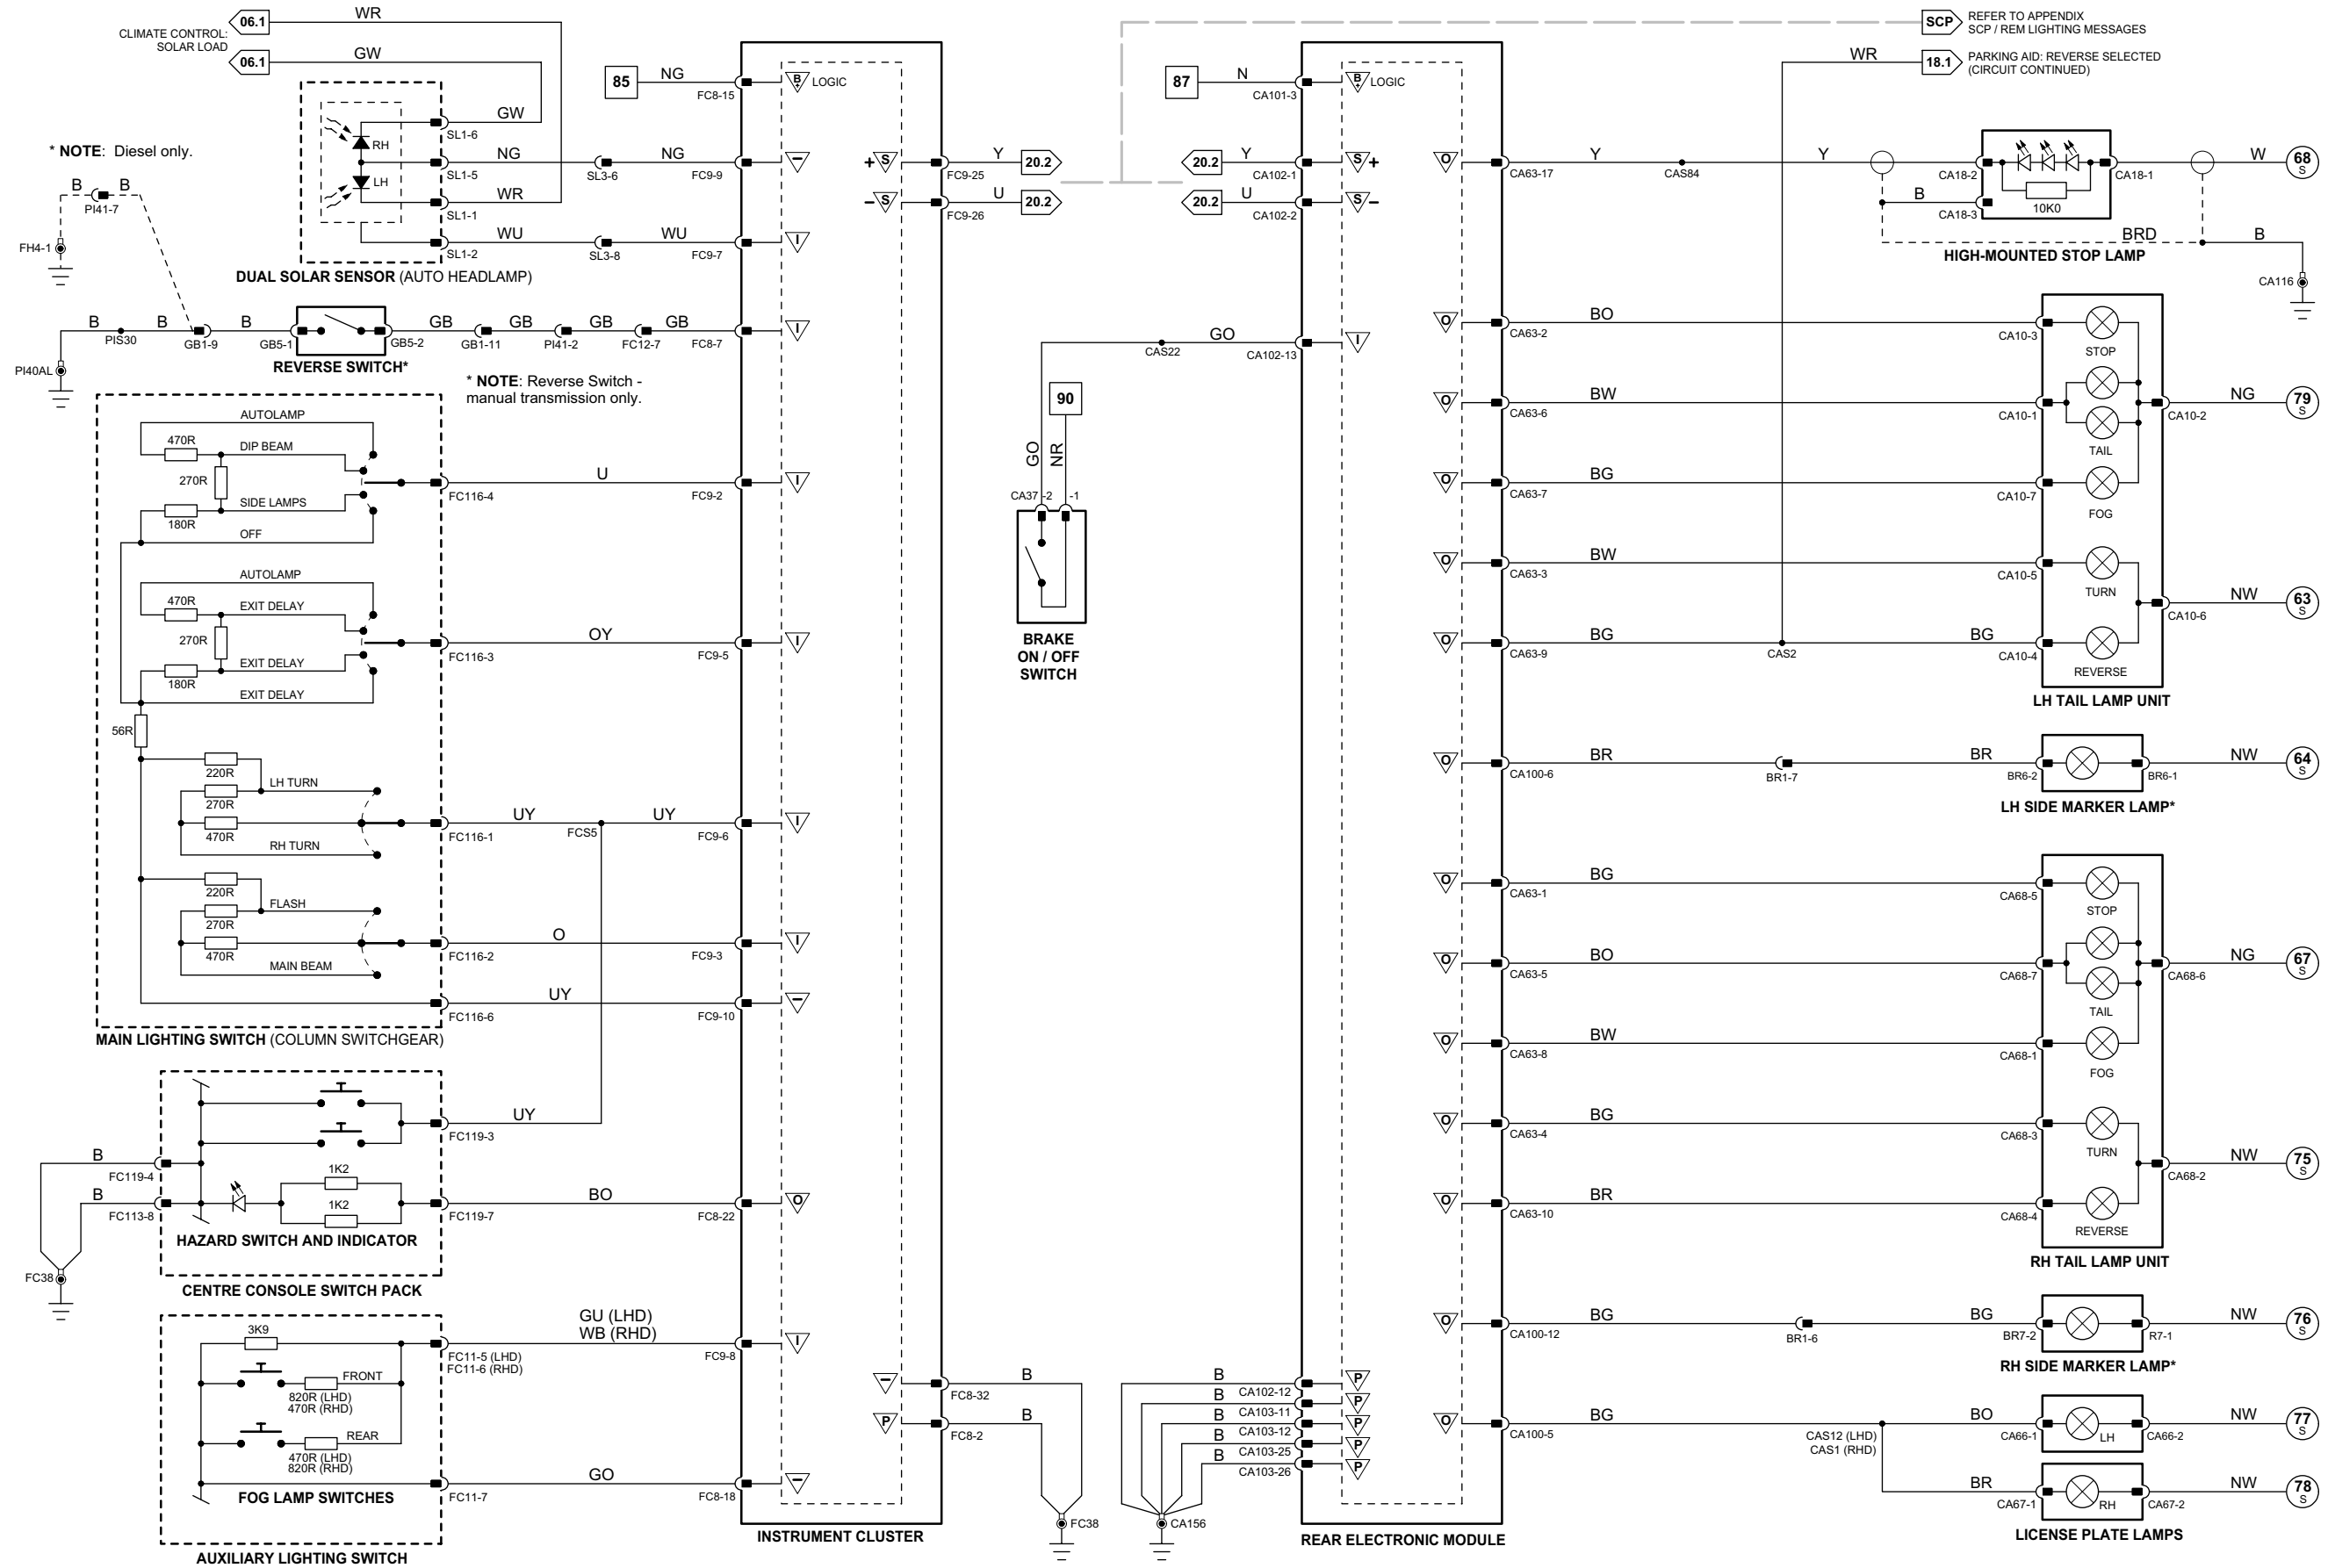 06.1
WR
CLIMATE CONTROL:
SOLAR LOAD
06.1
GW
GW
SL1-6
RH
NG
SL1-5
SL3-6
NG
FC9-9
LH
WR
SL1-1
WU
SL1-2
SL3-8
WU
FC9-7
DUAL SOLAR SENSOR (AUTO HEADLAMP)
* NOTE: Diesel only.
B
B
PI41-7
FH4-1
B
PIS30
B
GB1-9
B
GB5-1
GB5-2
GB
GB1-11
GB
PI41-2
GB
FC12-7
GB
FC8-7
REVERSE SWITCH*
PI40AL
* NOTE: Reverse Switch -
manual transmission only.
AUTOLAMP
470R
DIP BEAM
270R
SIDE LAMPS
180R
OFF
FC116-4
U
FC9-2
AUTOLAMP
470R
EXIT DELAY
270R
EXIT DELAY
180R
EXIT DELAY
FC116-3
OY
FC9-5
56R
220R
LH TURN
270R
470R
RH TURN
FC116-1
UY
FCS5
UY
FC9-6
220R
FLASH
270R
470R
MAIN BEAM
FC116-2
O
FC9-3
UY
FC116-6
FC9-10
MAIN LIGHTING SWITCH (COLUMN SWITCHGEAR)
UY
FC119-3
B
FC119-4
B
FC113-8
1K2
1K2
FC119-7
BO
FC8-22
HAZARD SWITCH AND INDICATOR
FC38
CENTRE CONSOLE SWITCH PACK
3K9
FRONT
820R (LHD)
470R (RHD)
REAR
470R (LHD)
820R (RHD)
GU (LHD)
WB (RHD)
FC11-5 (LHD)
FC11-6 (RHD)
FC9-8
FOG LAMP SWITCHES
FC11-7
GO
FC8-18
AUXILIARY LIGHTING SWITCH
85
NG
FC8-15
B
+
LOGIC
–
+
S
FC9-25
Y
20.2
–
S
FC9-26
U
20.2
I
I
I
I
I
I
–
O
I
–
FC8-32
B
P
FC8-2
B
–
FC38
INSTRUMENT CLUSTER
87
N
CA101-3
B
+
LOGIC
20.2
Y
CA102-1
S
+
20.2
U
CA102-2
S
–
CAS22
GO
CA102-13
I
90
GO
NR
CA37
-2
-1
BRAKE
ON / OFF
SWITCH
B
CA102-12
P
B
CA103-11
P
B
CA103-12
P
B
CA103-25
P
B
CA103-26
P
CA156
REAR ELECTRONIC MODULE
SCP
REFER TO APPENDIX
SCP / REM LIGHTING MESSAGES
WR
18.1
PARKING AID: REVERSE SELECTED
(CIRCUIT CONTINUED)
O
CA63-17
Y
CAS84
Y
CA18-2
CA18-1
W
68
S
B
CA18-3
10K0
BRD
B
HIGH-MOUNTED STOP LAMP
CA116
O
CA63-2
BO
CA10-3
STOP
O
CA63-6
BW
CA10-1
TAIL
CA10-2
NG
79
S
O
CA63-7
BG
CA10-7
FOG
O
CA63-3
BW
CA10-5
TURN
CA10-6
NW
63
S
O
CA63-9
BG
CAS2
BG
CA10-4
REVERSE
LH TAIL LAMP UNIT
O
CA100-6
BR
BR1-7
BR
BR6-2
BR6-1
NW
64
S
LH SIDE MARKER LAMP*
O
CA63-1
BG
CA68-5
STOP
O
CA63-5
BO
CA68-7
TAIL
CA68-6
NG
67
S
O
CA63-8
BW
CA68-1
FOG
O
CA63-4
BG
CA68-3
TURN
CA68-2
NW
75
S
O
CA63-10
BR
CA68-4
REVERSE
RH TAIL LAMP UNIT
O
CA100-12
BG
BR1-6
BG
BR7-2
R7-1
NW
76
S
RH SIDE MARKER LAMP*
O
CA100-5
BG
CAS12 (LHD)
CAS1 (RHD)
BO
CA66-1
LH
CA66-2
NW
77
S
BR
CA67-1
RH
CA67-2
NW
78
S
LICENSE PLATE LAMPS